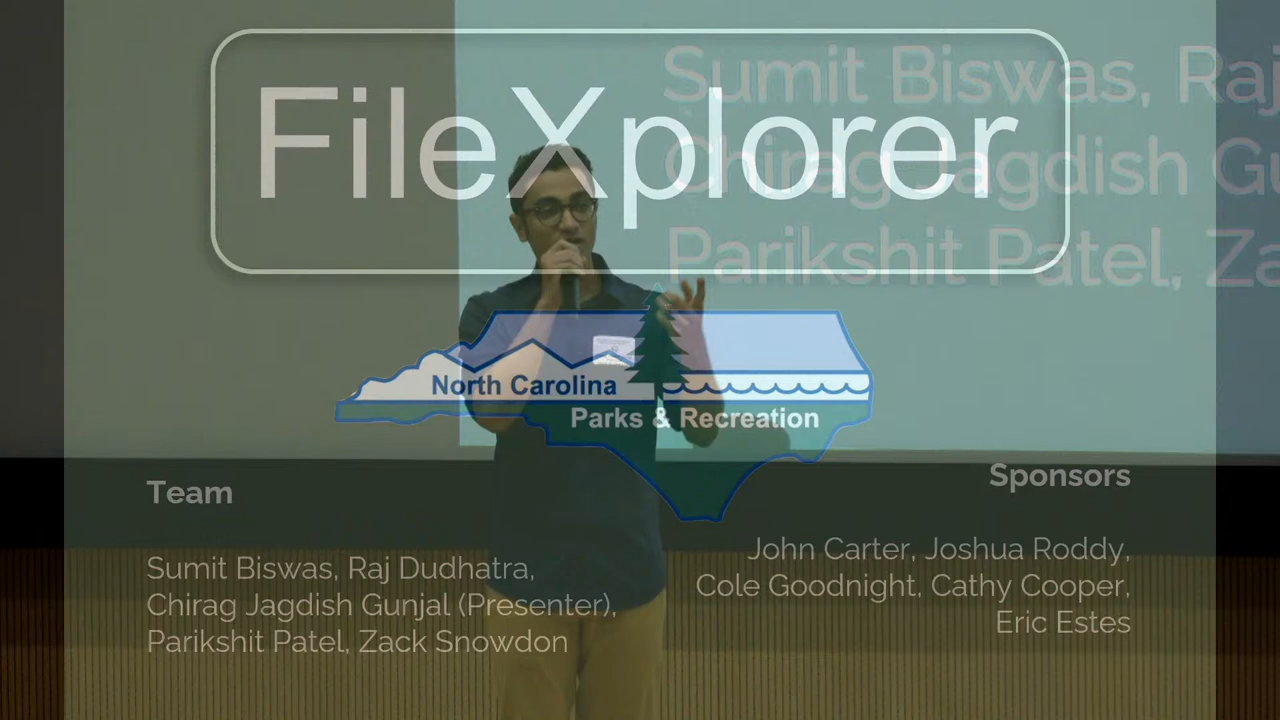 FileXplorer
Sumit Biswas, Raj
Chirag Jagdish Gu
Parikshit Patel, Za
North Carolina
Parks & Recreation
Team
Sumit Biswas, Raj Dudhatra,
Chirag Jagdish Gunjal (Presenter),
Parikshit Patel, Zack Snowdon
Sponsors
John Carter, Joshua Roddy,
Cole Goodnight, Cathy Cooper,
Eric Estes